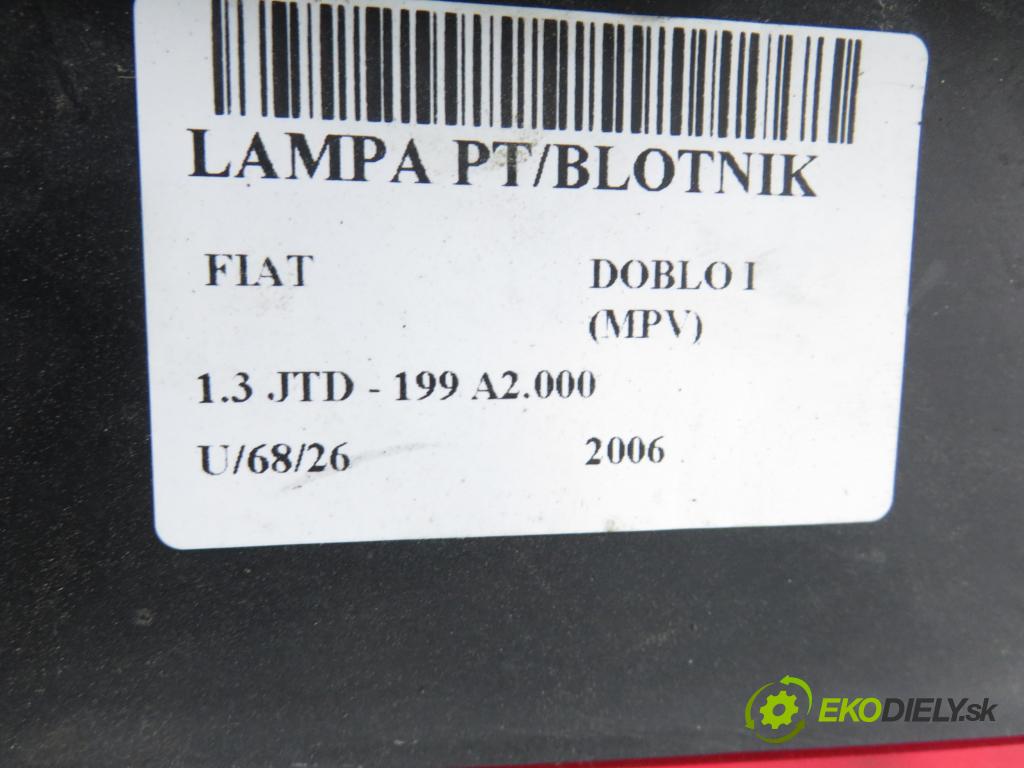 LAMPA PT/BLOTNIK
FIAT DOBLO I
(MPV)
1.3 JTD - 199 A2.000
U/68/26 2006
EKODIELY.sk